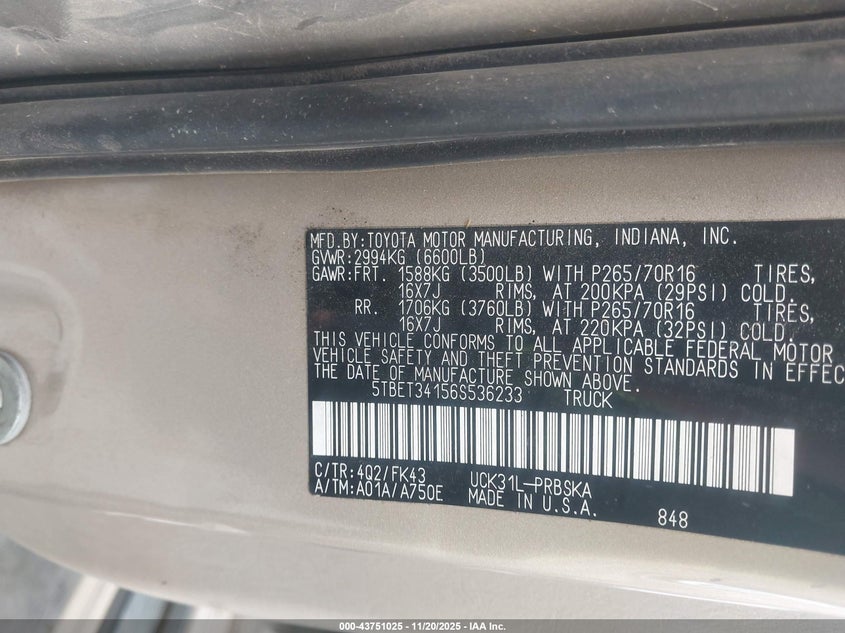 MFD.BY:TOYOTA MOTOR MANUFACTURING, INDIANA, INC.
GVWR:2994KG (6600LB)
GAWR:FRT. 1588KG (3500LB) WITH P265/70R16 TIRES,
16X7J RIMS, AT 200KPA (29PSI) COLD.
RR. 1706KG (3760LB) WITH P265/70R16 TIRES,
16X7J RIMS, AT 220KPA (32PSI) COLD.
THIS VEHICLE CONFORMS TO ALL APPLICABLE FEDERAL MOTOR
VEHICLE SAFETY AND THEFT PREVENTION STANDARDS IN EFFEC
THE DATE OF MANUFACTURE SHOWN ABOVE.
5TBET34156S536233 TRUCK
C/TR:4Q2/FK43 UCK31L-PRBSKA
A/TM:A01A/A750E MADE IN U.S.A.
848
000-43751025 - 11/20/2025 - IAA Inc.